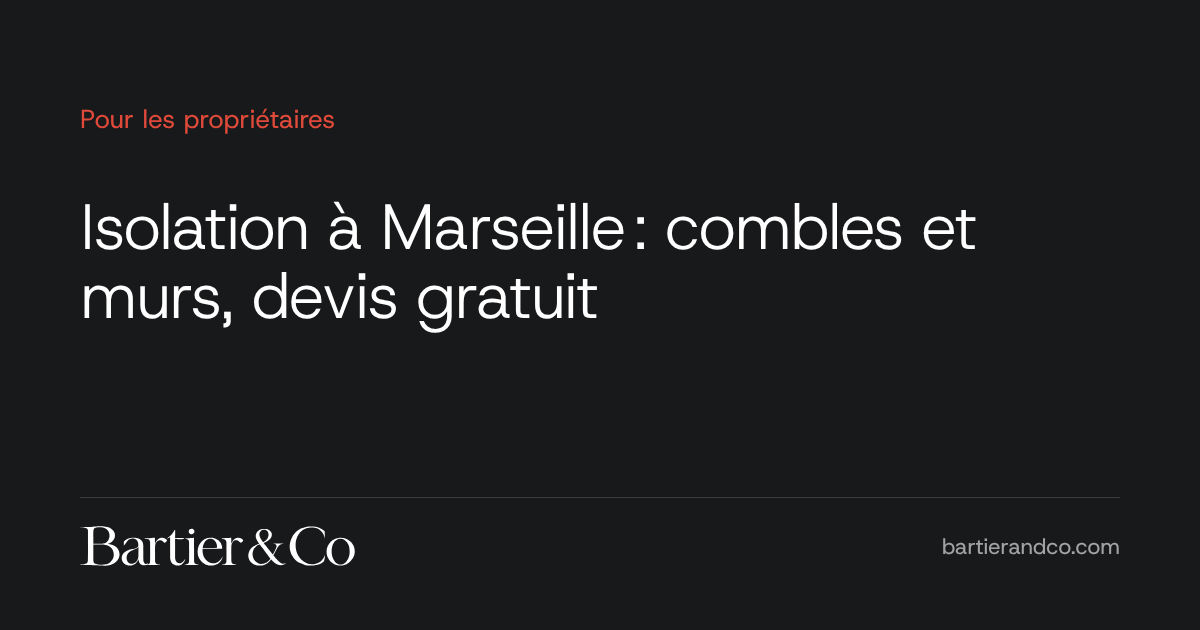 Pour les propriétaires
Isolation à Marseille : combles et
murs, devis gratuit
Bartier & Co
bartierandco.com